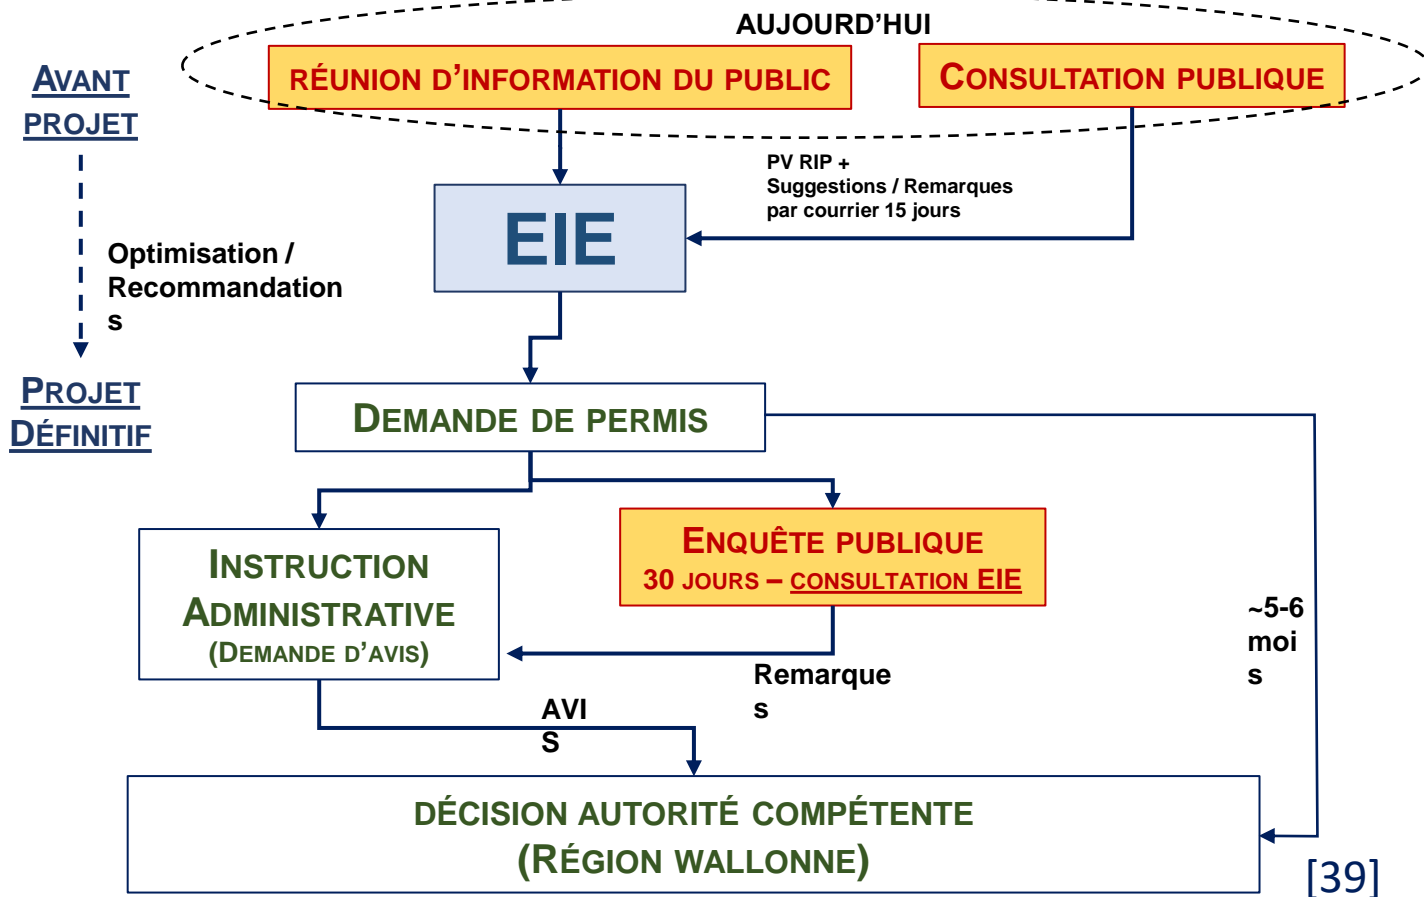 AUJOURD’HUI
RÉUNION D’INFORMATION DU PUBLIC
CONSULTATION PUBLIQUE
AVANT
PROJET
PV RIP +
Suggestions / Remarques
par courrier 15 jours
EIE
Optimisation /
Recommandation
s
PROJET
DÉFINITIF
DEMANDE DE PERMIS
INSTRUCTION
ADMINISTRATIVE
(DEMANDE D’AVIS)
ENQUÊTE PUBLIQUE
30 JOURS – CONSULTATION EIE
~5-6
moi
s
Remarque
s
AVI
S
DÉCISION AUTORITÉ COMPÉTENTE
(RÉGION WALLONNE)
[39]